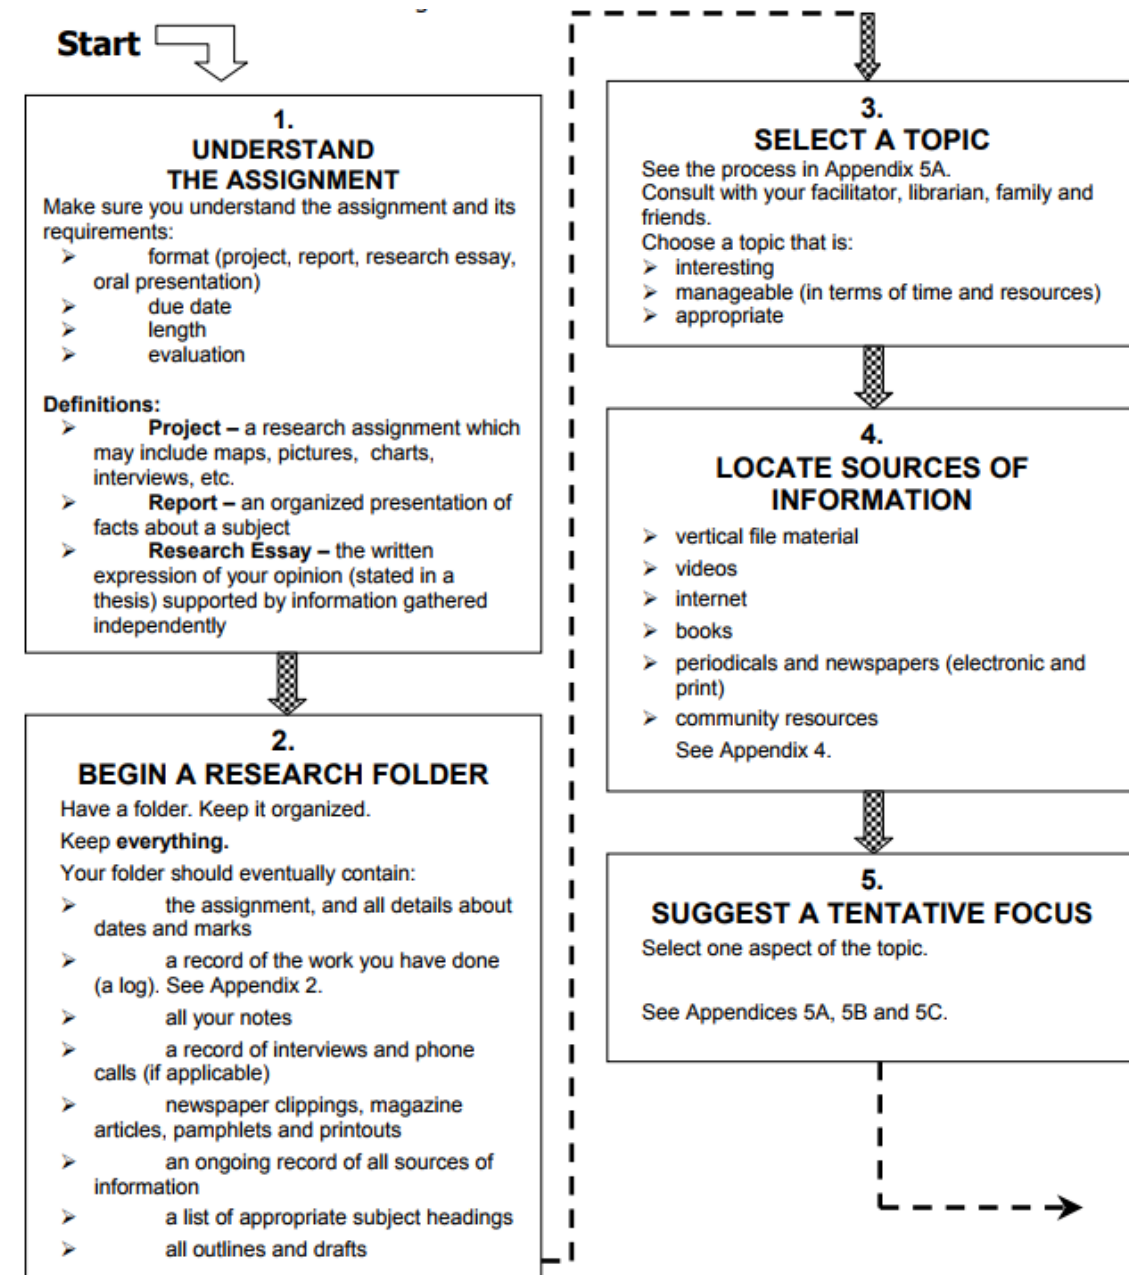 Start
1.
UNDERSTAND
THE ASSIGNMENT
Make sure you understand the assignment and its
requirements:
➢ format (project, report, research essay,
oral presentation)
➢ due date
➢ length
➢ evaluation
Definitions:
➢ Project – a research assignment which
may include maps, pictures, charts,
interviews, etc.
➢ Report – an organized presentation of
facts about a subject
➢ Research Essay – the written
expression of your opinion (stated in a
thesis) supported by information gathered
independently
2.
BEGIN A RESEARCH FOLDER
Have a folder. Keep it organized.
Keep everything.
Your folder should eventually contain:
➢ the assignment, and all details about
dates and marks
➢ a record of the work you have done
(a log). See Appendix 2.
➢ all your notes
➢ a record of interviews and phone
calls (if applicable)
➢ newspaper clippings, magazine
articles, pamphlets and printouts
➢ an ongoing record of all sources of
information
➢ a list of appropriate subject headings
➢ all outlines and drafts
3.
SELECT A TOPIC
See the process in Appendix 5A.
Consult with your facilitator, librarian, family and
friends.
Choose a topic that is:
➢ interesting
➢ manageable (in terms of time and resources)
➢ appropriate
4.
LOCATE SOURCES OF
INFORMATION
➢ vertical file material
➢ videos
➢ internet
➢ books
➢ periodicals and newspapers (electronic and
print)
➢ community resources
See Appendix 4.
5.
SUGGEST A TENTATIVE FOCUS
Select one aspect of the topic.
See Appendices 5A, 5B and 5C.